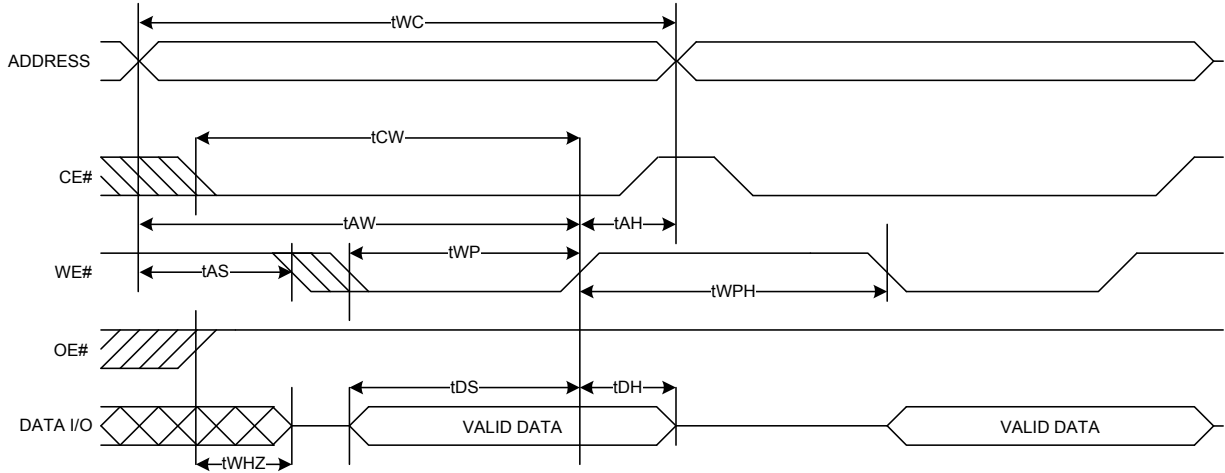 tWC
ADDRESS
tCW
CE#
tAW
tAH
tWP
WE#
tAS
tWPH
OE#
tDS
tDH
DATA I/O
VALID DATA
VALID DATA
tWHZ